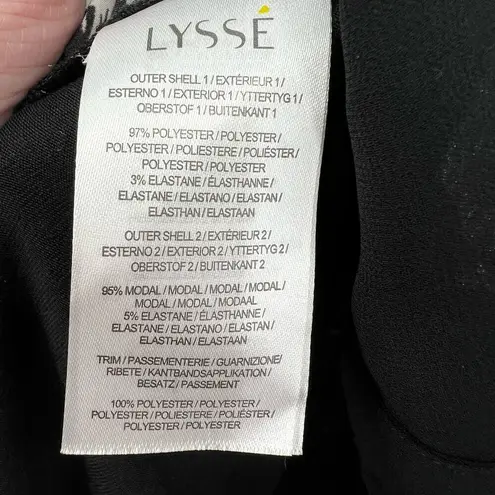 LYSSÉ
OUTER SHELL 1 / EXTÉRIEUR 1/
ESTERNO 1 / EXTERIOR 1 / YTTERTYG 1/
OBERSTOF 1 / BUITENKANT 1
97% POLYESTER / POLYESTER/
POLYESTER / POLIESTERE / POLIÉSTER/
POLYESTER / POLYESTER
3% ELASTANE / ÉLASTHANNE/
ELASTANE / ELASTANO / ELASTAN/
ELASTHAN / ELASTAAN
OUTER SHELL 2 / EXTÉRIEUR 2/
ESTERNO 2 / EXTERIOR 2 / YTTERTYG 2/
OBERSTOF 2 / BUITENKANT 2
95% MODAL / MODAL / MODAL / MODAL/
MODAL / MODAL / MODAAL
5% ELASTANE / ÉLASTHANNE/
ELASTANE / ELASTANO / ELASTAN/
ELASTHAN / ELASTAAN
TRIM / PASSEMENTERIE / GUARNIZIONE/
RIBETE / KANTBANDSAPPLIKATION/
BESATZ / PASSEMENT
100% POLYESTER / POLYESTER/
POLYESTER / POLIESTERE / POLIÉSTER/
POLYESTER / POLYESTER